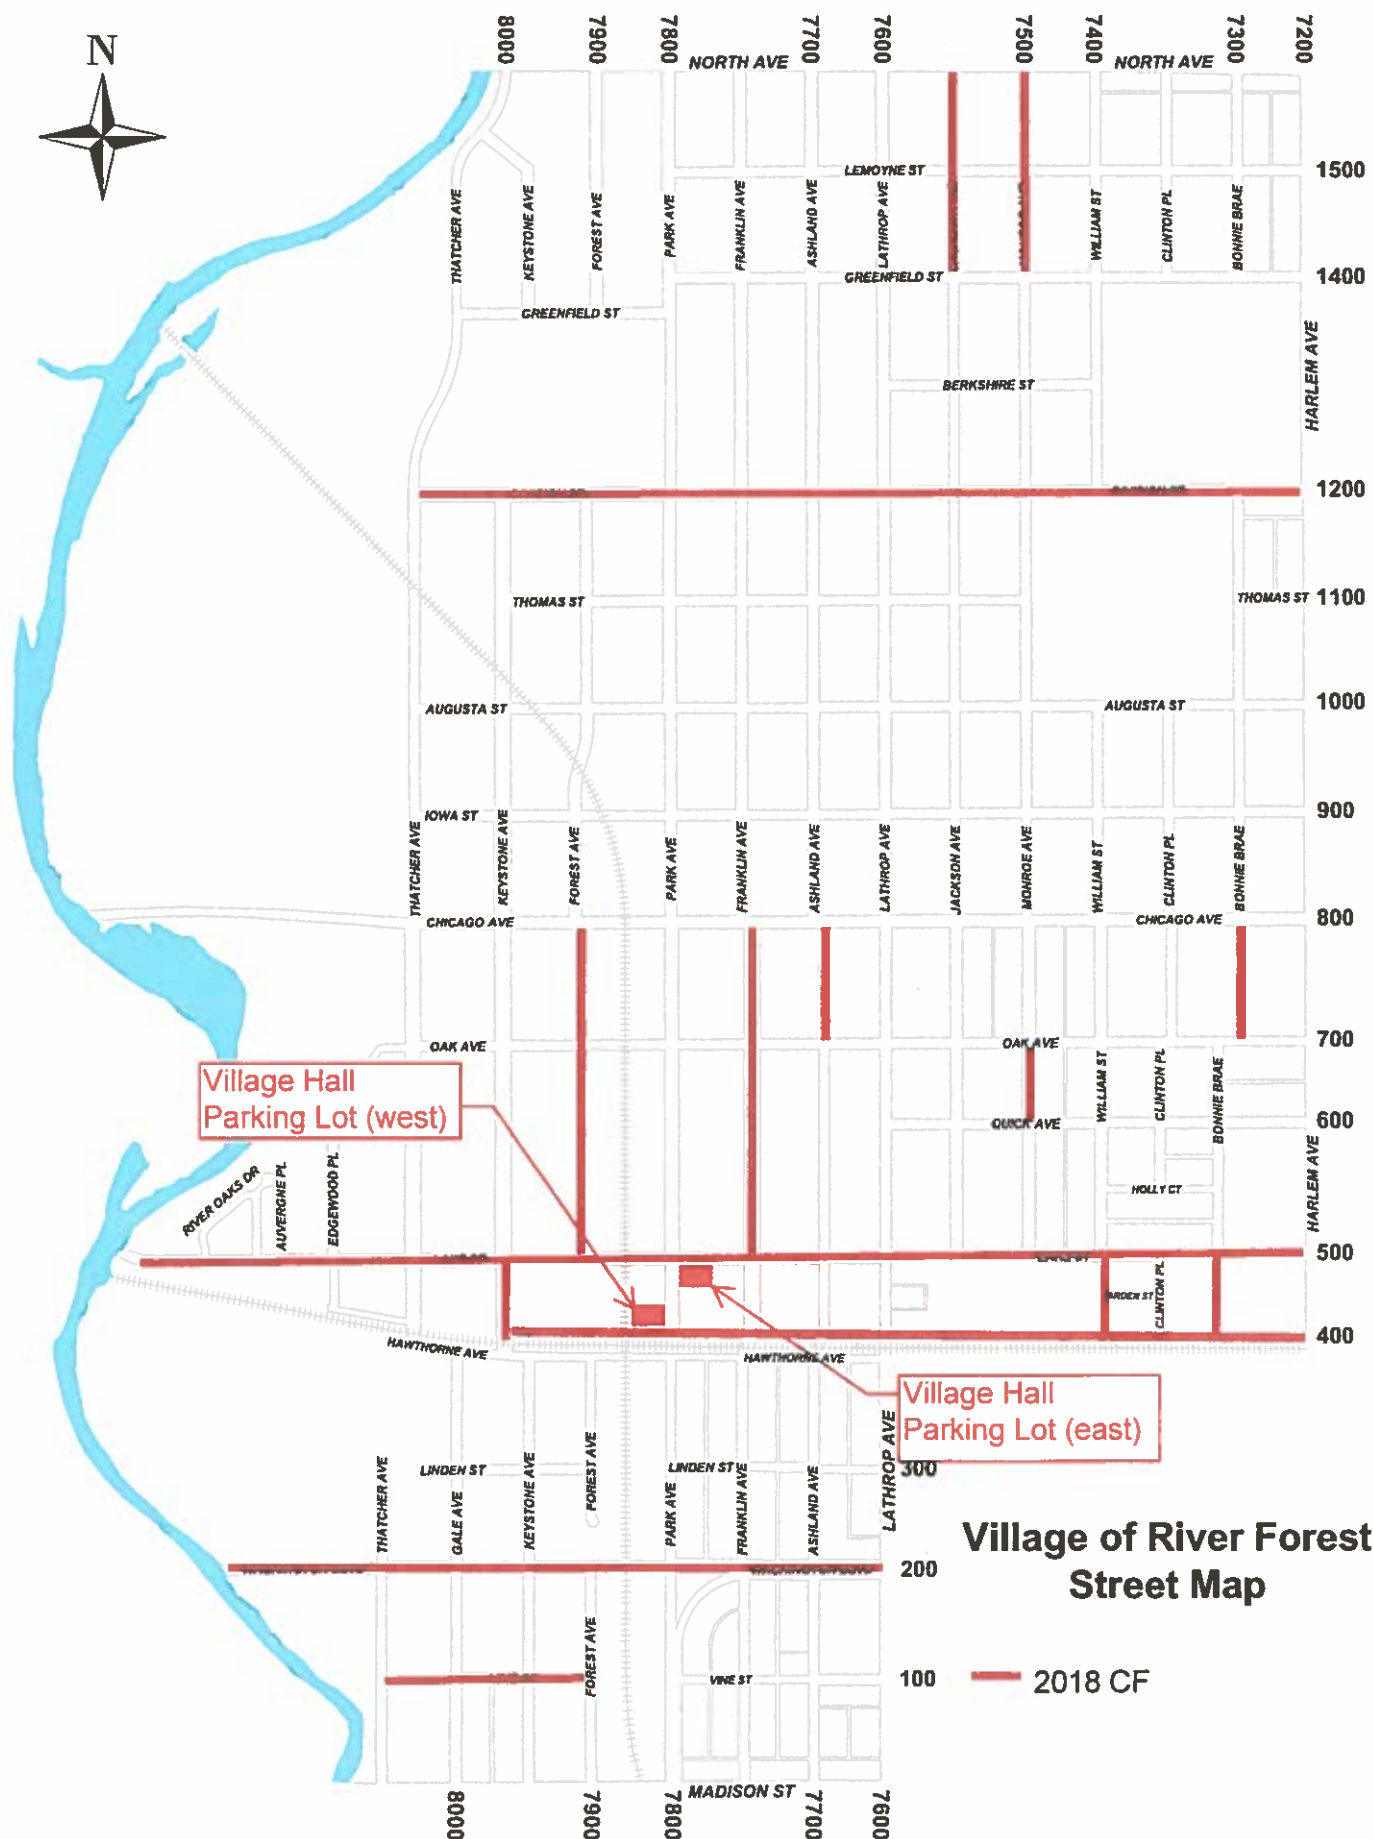 N
8000
7900
7800
7700
7600
7500
7400
7300
7200
NORTH AVE
NORTH AVE
LEMOYNE ST
1500
THATCHER AVE
KEYSTONE AVE
FOREST AVE
PARK AVE
FRANKLIN AVE
ASHLAND AVE
LATHROP AVE
WILLIAM ST
CLINTON PL
BONNIE BRAE
GREENFIELD ST
1400
GREENFIELD ST
HARLEM AVE
BERKSHIRE ST
1200
THOMAS ST
THOMAS ST
1100
AUGUSTA ST
AUGUSTA ST
1000
IOWA ST
900
THATCHER AVE
KEYSTONE AVE
FOREST AVE
PARK AVE
FRANKLIN AVE
ASHLAND AVE
LATHROP AVE
JACKSON AVE
MONROE AVE
WILLIAM ST
CLINTON PL
BONNIE BRAE
CHICAGO AVE
CHICAGO AVE
800
OAK AVE
OAK AVE
700
Village Hall
Parking Lot (west)
WILLIAM ST
CLINTON PL
BONNIE BRAE
QUICK AVE
600
RIVER OAKS DR
AUVERGNE PL
EDGEWOOD PL
HOLLY CT
HARLEM AVE
500
CLINTON PL
400
HAWTHORNE AVE
HAWTHORNE AVE
Village Hall
Parking Lot (east)
LATHROP AVE
LINDEN ST
LINDEN ST
300
THATCHER AVE
GALE AVE
KEYSTONE AVE
FOREST AVE
PARK AVE
FRANKLIN AVE
ASHLAND AVE
Village of River Forest
Street Map
200
FOREST AVE
VINE ST
100
2018 CF
MADISON ST
8000
7900
7800
7700
7600